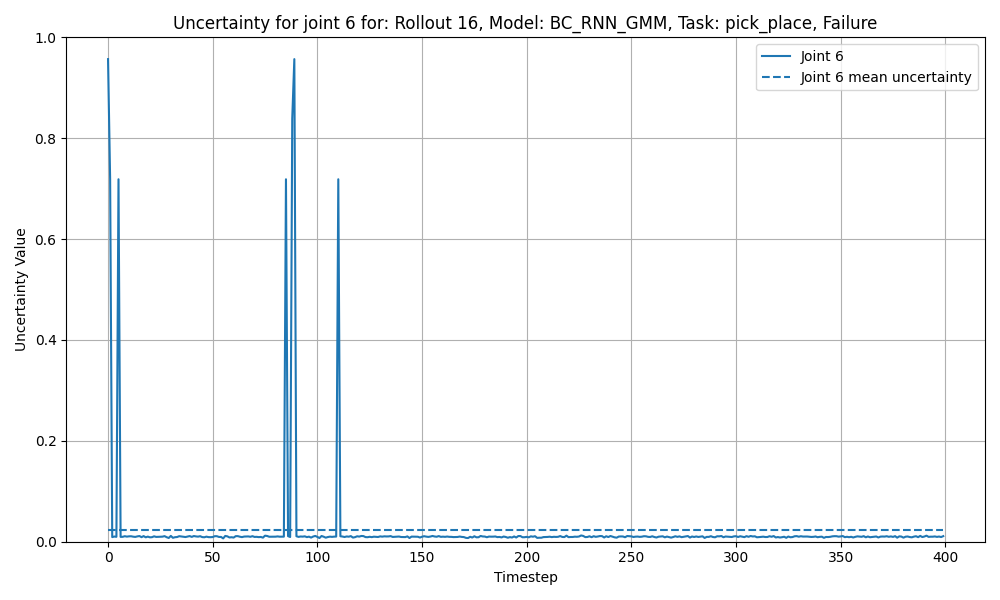 Uncertainty for joint 6 for: Rollout 16, Model: BC_RNN_GMM, Task: pick_place, Failure
Joint 6
Joint 6 mean uncertainty
Uncertainty Value
1.0
0.8
0.6
0.4
0.2
0.0
0 50 100 150 200 250 300 350 400
Timestep